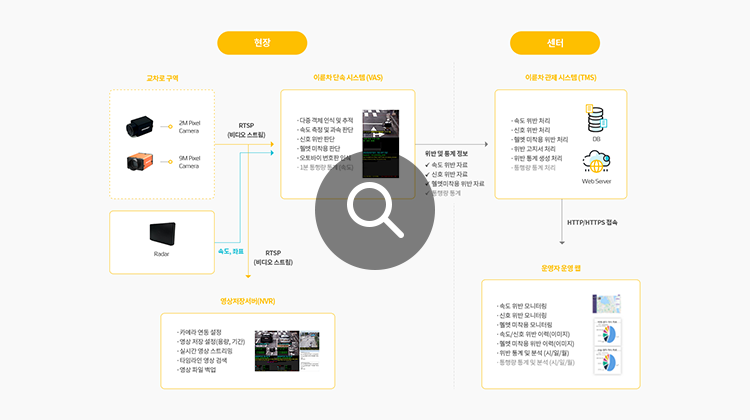 현장
센터
교차로 구역
2M Pixel
Camera
9M Pixel
Camera
Radar
RTSP
(비디오 스트림)
속도, 좌표
RTSP
(비디오 스트림)
이륜차 단속 시스템 (VAS)
· 다중 객체 인식 및 추적
· 속도 측정 및 과속 판단
· 신호 위반 판단
· 헬멧 미착용 판단
· 오토바이 번호판 인식
· 1분 통행량 통계 (속도)
위반 및 통계 정보
✓ 속도 위반 자료
✓ 신호 위반 자료
✓ 헬멧미착용 위반 자료
✓ 통행량 통계
이륜차 관제 시스템 (TMS)
· 속도 위반 처리
· 신호 위반 처리
· 헬멧 미착용 위반 처리
· 위반 고지서 처리
· 위반 통계 생성 처리
· 통행량 통계 처리
DB
Web Server
HTTP/HTTPS 접속
영상저장서버(NVR)
· 카메라 연동 설정
· 영상 저장 설정(용량, 기간)
· 실시간 영상 스트리밍
· 타임라인 영상 검색
· 영상 파일 백업
운영자 운영 웹
· 속도 위반 모니터링
· 신호 위반 모니터링
· 헬멧 미착용 모니터링
· 속도/신호 위반 이력(이미지)
· 헬멧 미착용 위반 이력(이미지)
· 위반 통계 및 분석 (시/일/월)
· 통행량 통계 및 분석 (시/일/월)